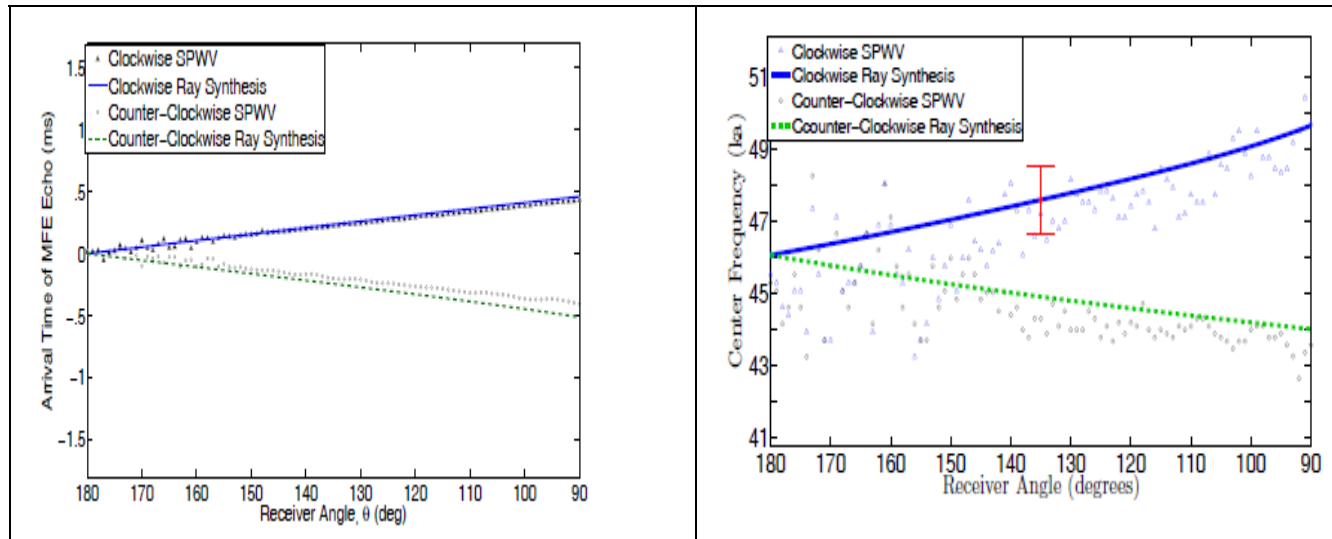 Clockwise SPWV
Clockwise Ray Synthesis
Counter-Clockwise SPWV
Counter-Clockwise Ray Synthesis
Arrival Time of MFE Echo (ms)
1.5
1
.5
0
-.5
-1
-1.5
180 170 160 150 140 130 120 110 100 90
Receiver Angle, θ (deg)
Clockwise SPWV
Clockwise Ray Synthesis
Counter-Clockwise SPWV
Counter-Clockwise Ray Synthesis
Center Frequency (ka)
51
49
47
45
43
41
180 170 160 150 140 130 120 110 100 90
Receiver Angle (degrees)